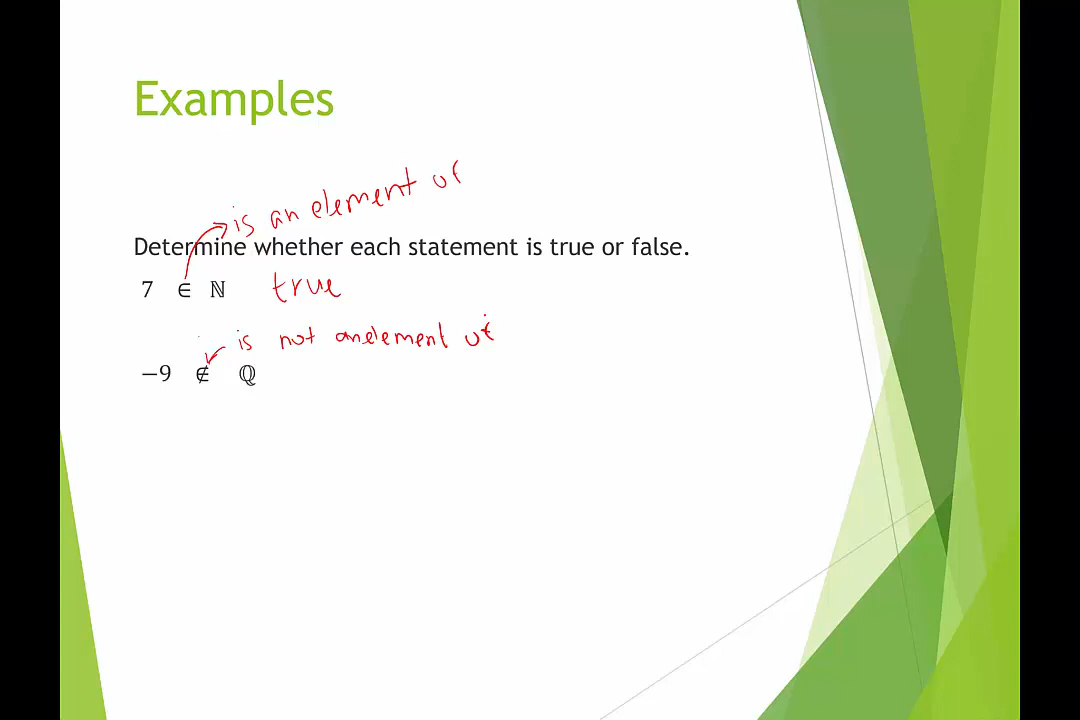 Examples
is an element of
Determine whether each statement is true or false.
7 ∈ ℕ true
is not an element of
−9 ∉ ℚ